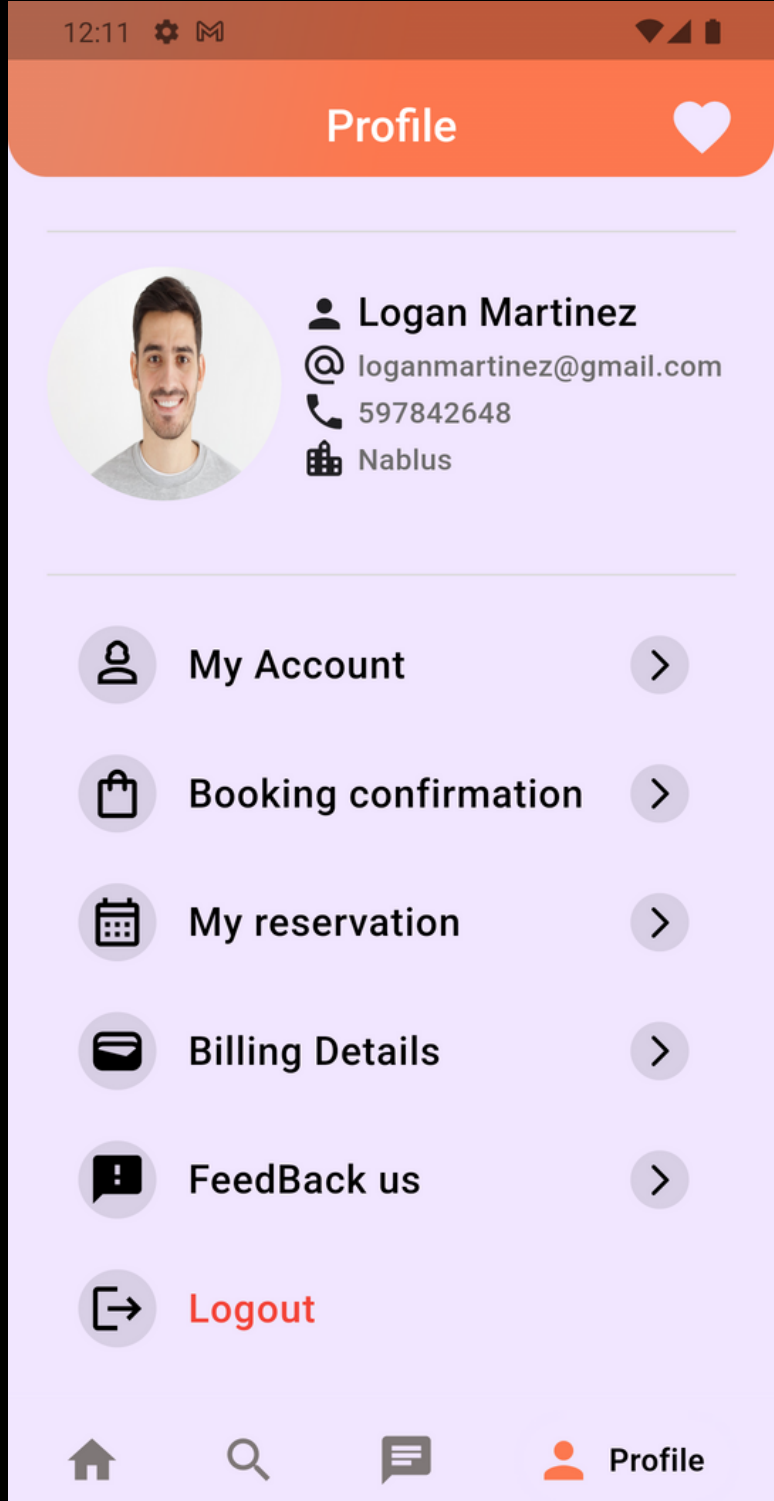 12:11
Profile
Logan Martinez
loganmartinez@gmail.com
597842648
Nablus
My Account
Booking confirmation
My reservation
Billing Details
FeedBack us
Logout
Profile